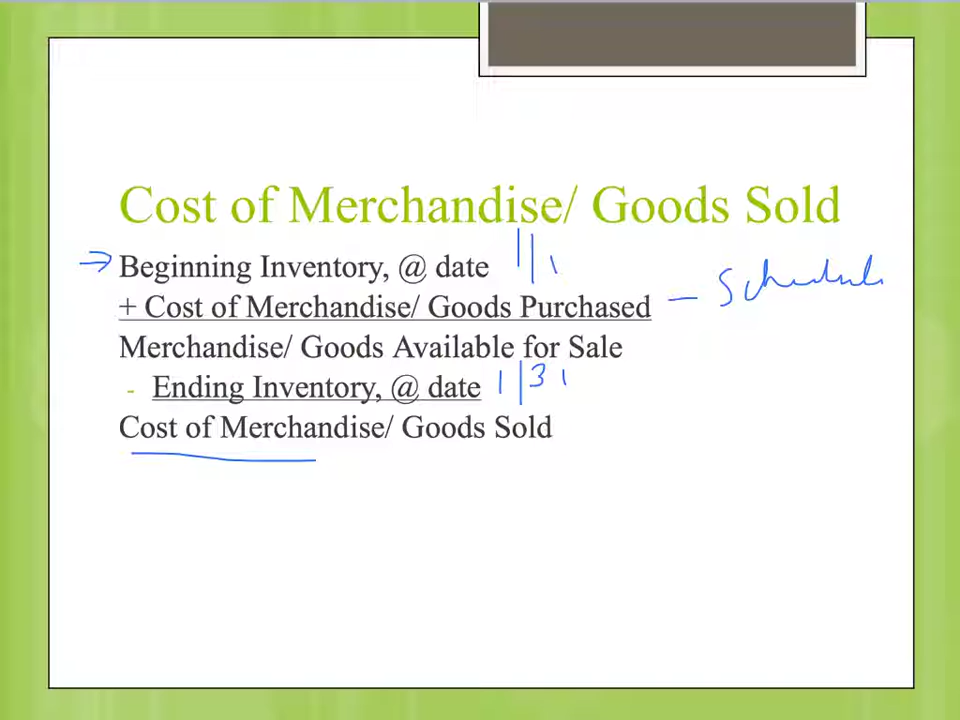 Cost of Merchandise/ Goods Sold
Beginning Inventory, @ date 1/1
+ Cost of Merchandise/ Goods Purchased – Schedule
Merchandise/ Goods Available for Sale
- Ending Inventory, @ date 1/31
Cost of Merchandise/ Goods Sold